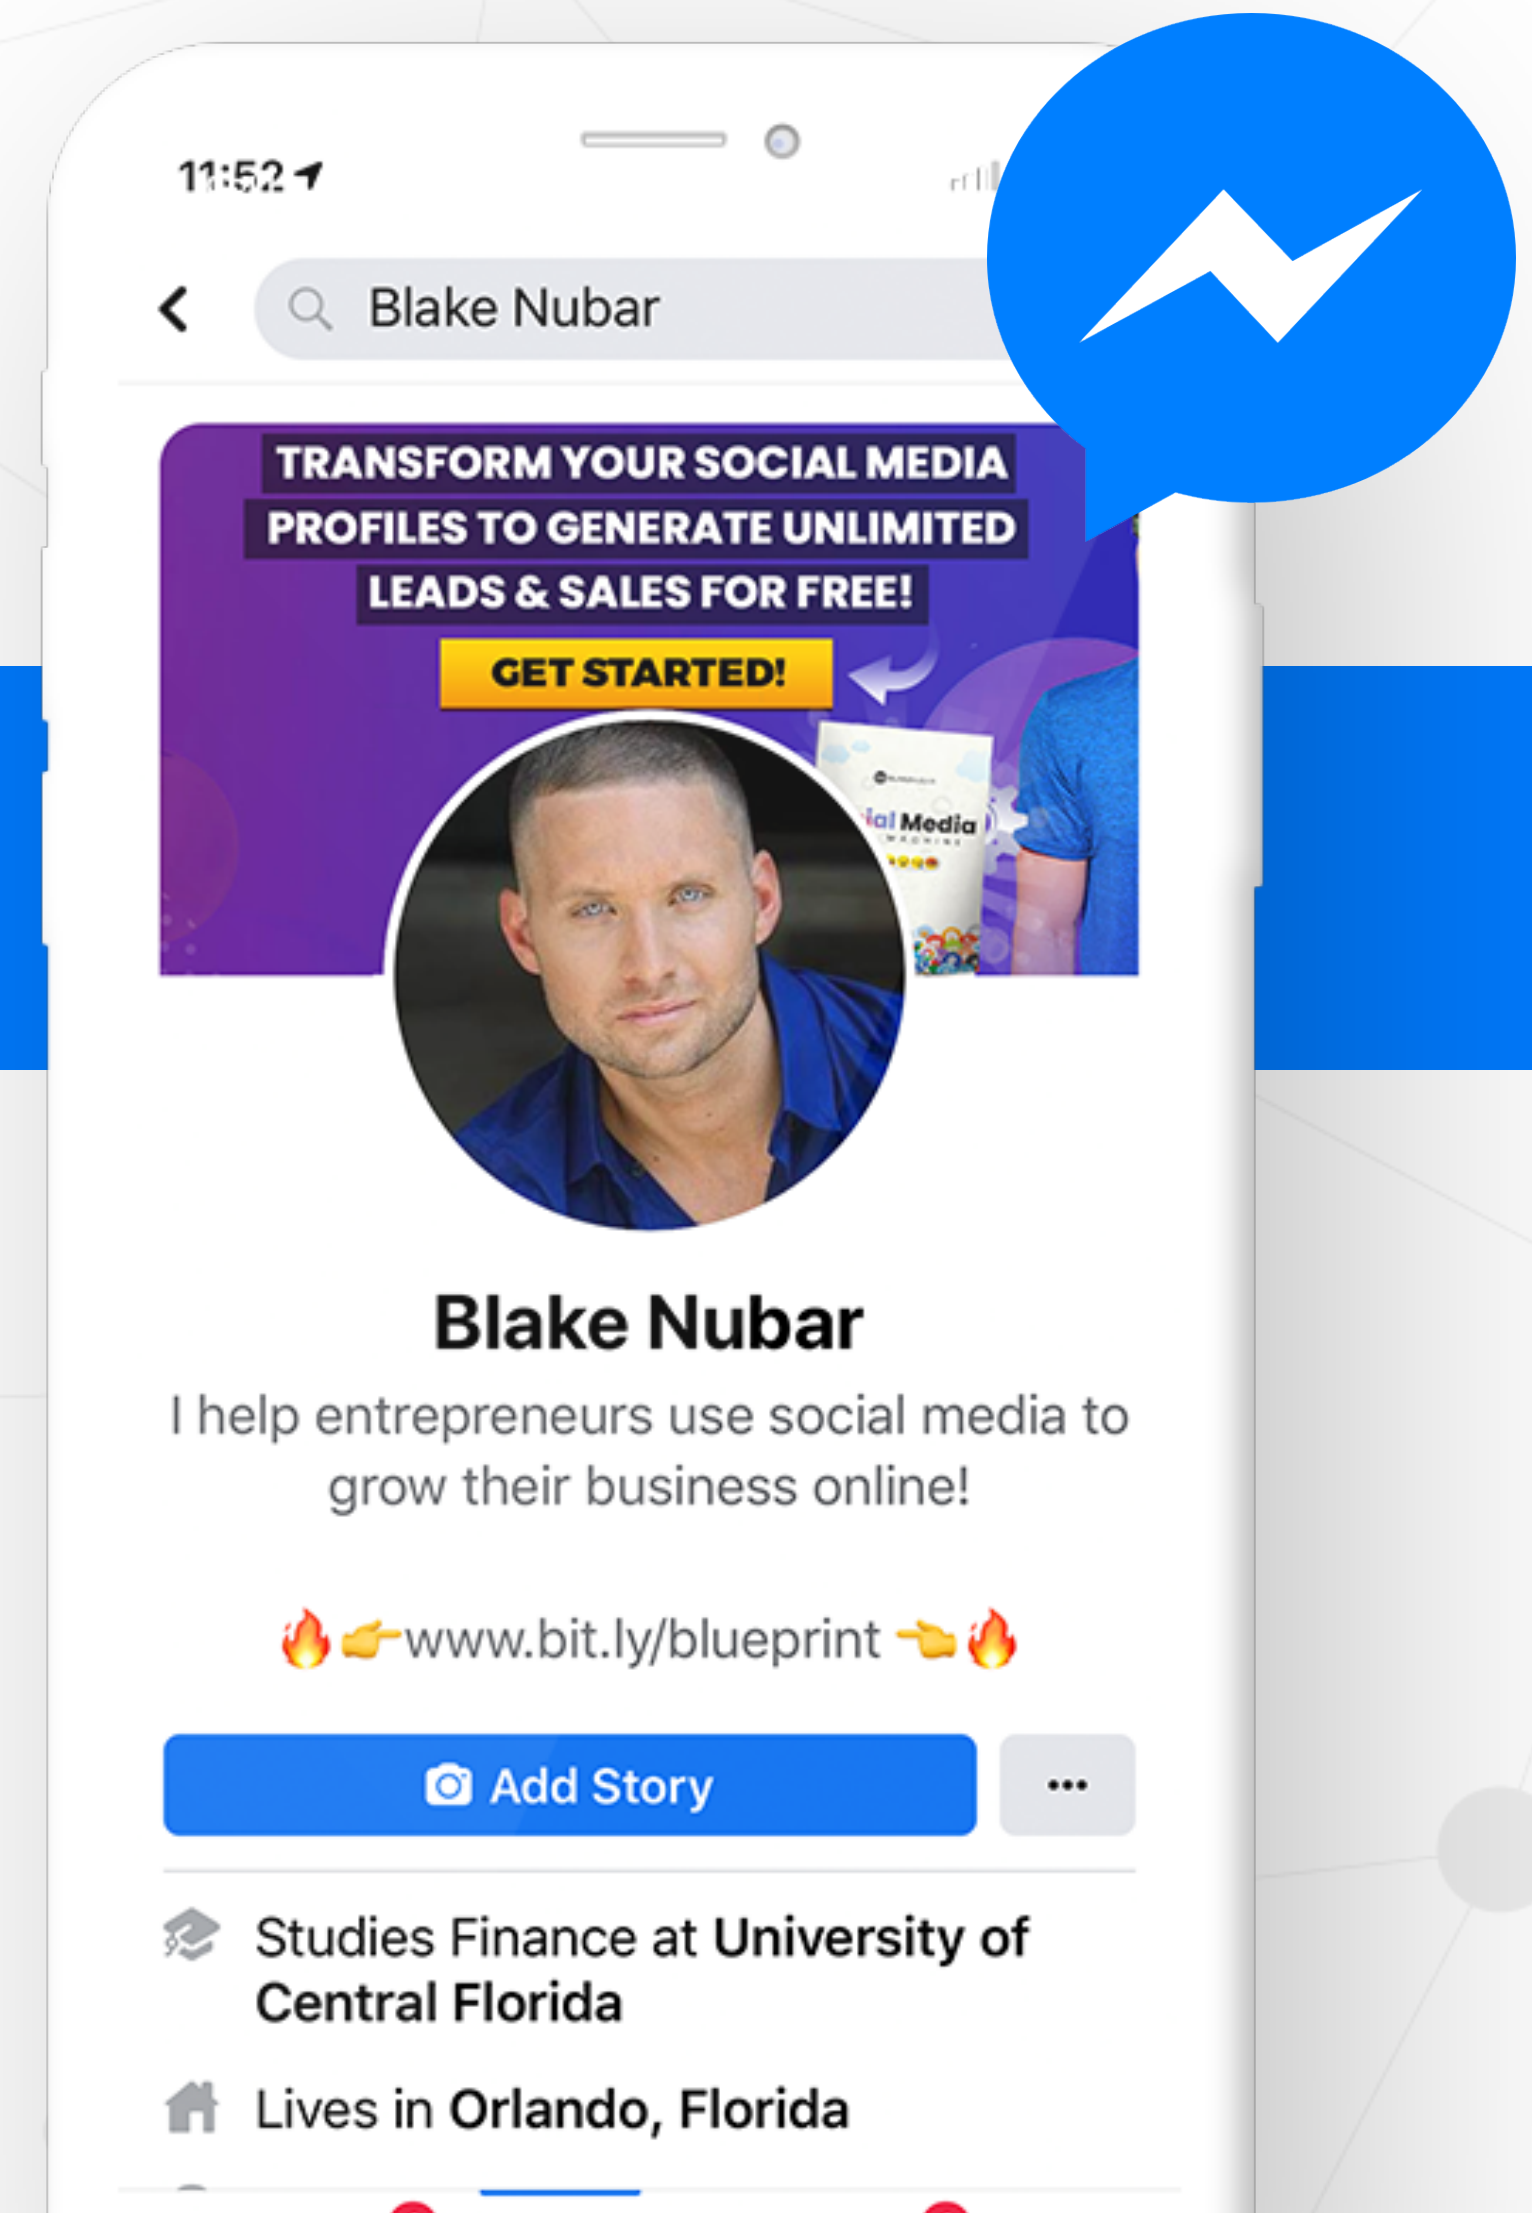 11:52
Blake Nubar
TRANSFORM YOUR SOCIAL MEDIA
PROFILES TO GENERATE UNLIMITED
LEADS & SALES FOR FREE!
GET STARTED!
ial Media
MACHINE
Blake Nubar
I help entrepreneurs use social media to
grow their business online!
🔥👉www.bit.ly/blueprint 👈🔥
Add Story
Studies Finance at University of
Central Florida
Lives in Orlando, Florida